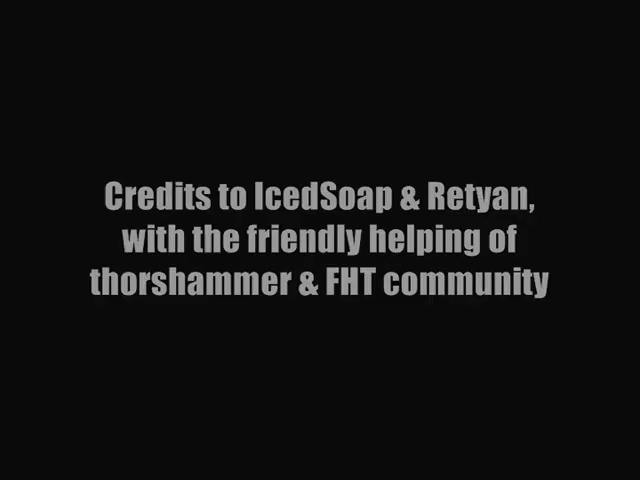 Credits to IcedSoap & Retyan,
with the friendly helping of
thorshammer & FHT community